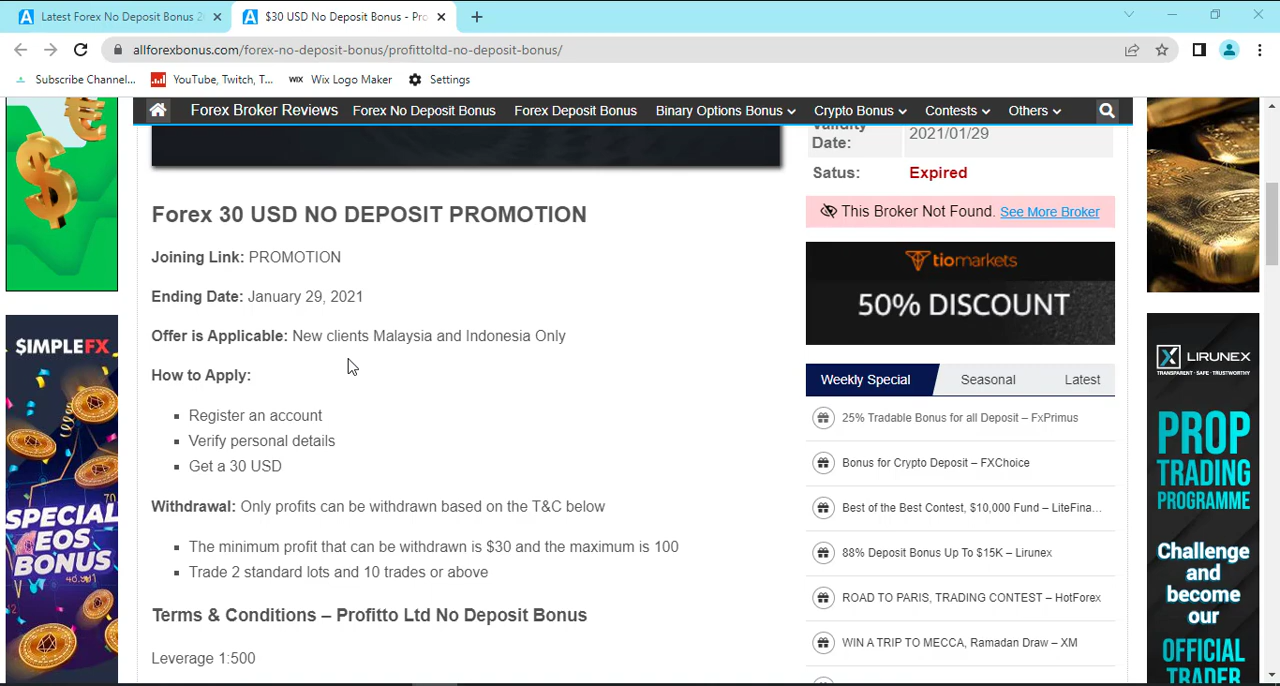 Latest Forex No Deposit Bonus 2
$30 USD No Deposit Bonus - Pro
allforexbonus.com/forex-no-deposit-bonus/profittoltd-no-deposit-bonus/
Subscribe Channel...
YouTube, Twitch, T...
WIX Wix Logo Maker
Settings
Forex Broker Reviews
Forex No Deposit Bonus
Forex Deposit Bonus
Binary Options Bonus
Crypto Bonus
Contests
Others
Forex 30 USD NO DEPOSIT PROMOTION
Joining Link: PROMOTION
Ending Date: January 29, 2021
Offer is Applicable: New clients Malaysia and Indonesia Only
How to Apply:
Register an account
Verify personal details
Get a 30 USD
Withdrawal: Only profits can be withdrawn based on the T&C below
The minimum profit that can be withdrawn is $30 and the maximum is 100
Trade 2 standard lots and 10 trades or above
Terms & Conditions – Profitto Ltd No Deposit Bonus
Leverage 1:500
Validity
Date:
2021/01/29
Satus: Expired
This Broker Not Found. See More Broker
tiomarkets
50% DISCOUNT
Weekly Special
Seasonal
Latest
25% Tradable Bonus for all Deposit – FxPrimus
Bonus for Crypto Deposit – FXChoice
Best of the Best Contest, $10,000 Fund – LiteFina...
88% Deposit Bonus Up To $15K – Lirunex
ROAD TO PARIS, TRADING CONTEST – HotForex
WIN A TRIP TO MECCA, Ramadan Draw – XM
$IMPLEFX
SPECIAL
EOS
BONUS
LIRUNEX
TRANSPARENT · SAFE · TRUSTWORTHY
PROP
TRADING
PROGRAMME
Challenge
and
become
our
OFFICIAL
TRADER